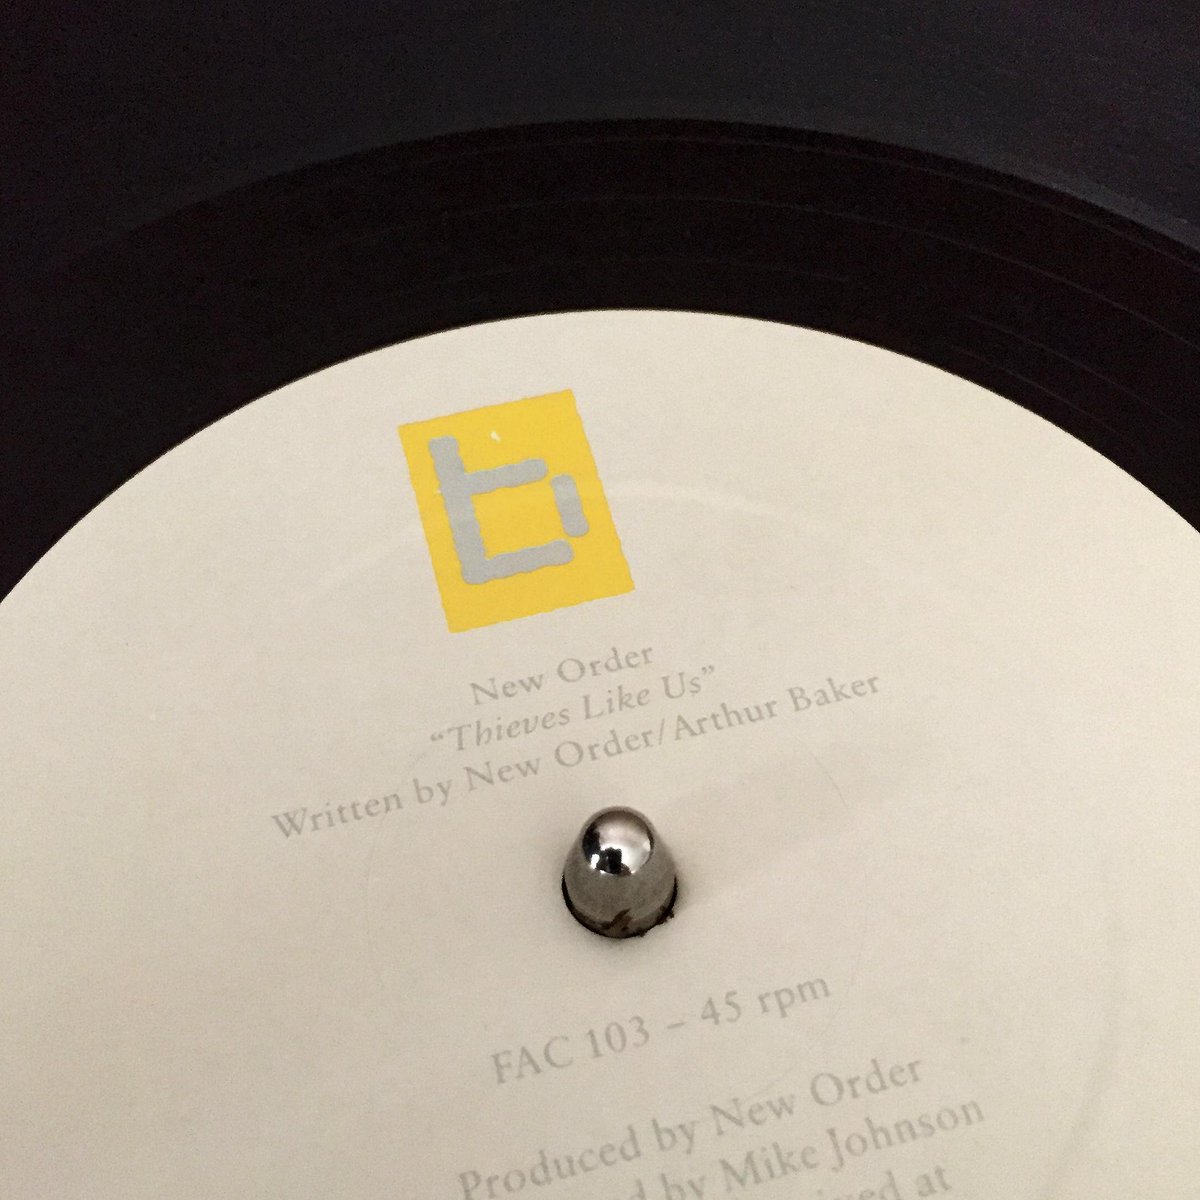 b
New Order
“Thieves Like Us”
Written by New Order/Arthur Baker
FAC 103 – 45 rpm
Produced by New Order
by Mike Johnson
at